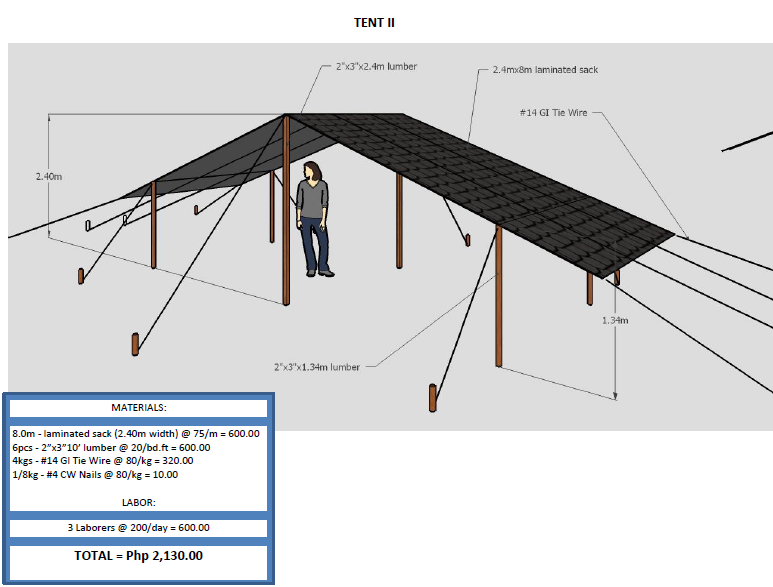 TENT II
2"x3"x2.4m lumber
2.4mx8m laminated sack
#14 GI Tie Wire
2.40m
1.34m
2"x3"x1.34m lumber
MATERIALS:
8.0m - laminated sack (2.40m width) @ 75/m = 600.00
6pcs - 2"x3"10' lumber @ 20/bd.ft = 600.00
4kgs - #14 GI Tie Wire @ 80/kg = 320.00
1/8kg - #4 CW Nails @ 80/kg = 10.00
LABOR:
3 Laborers @ 200/day = 600.00
TOTAL = Php 2,130.00